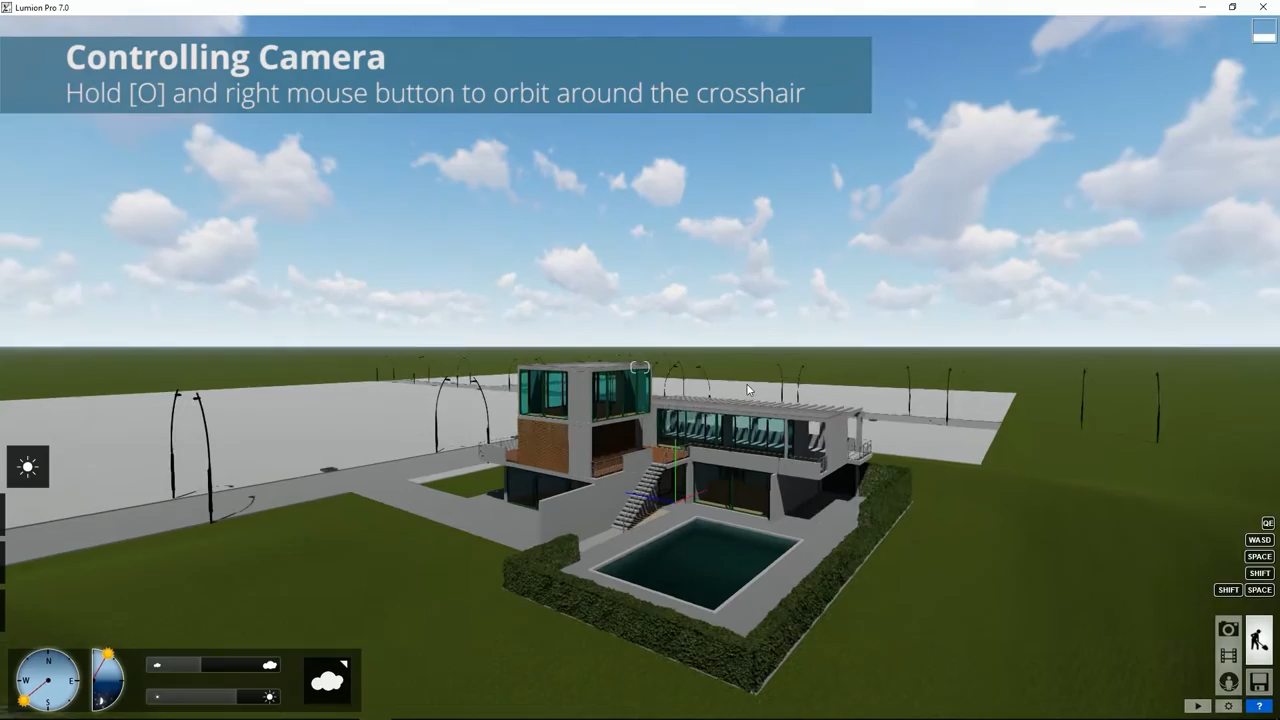 Lumion Pro 7.0
Controlling Camera
Hold [O] and right mouse button to orbit around the crosshair
QE
WASD
SPACE
SHIFT
SHIFT SPACE
N
W E
S
?